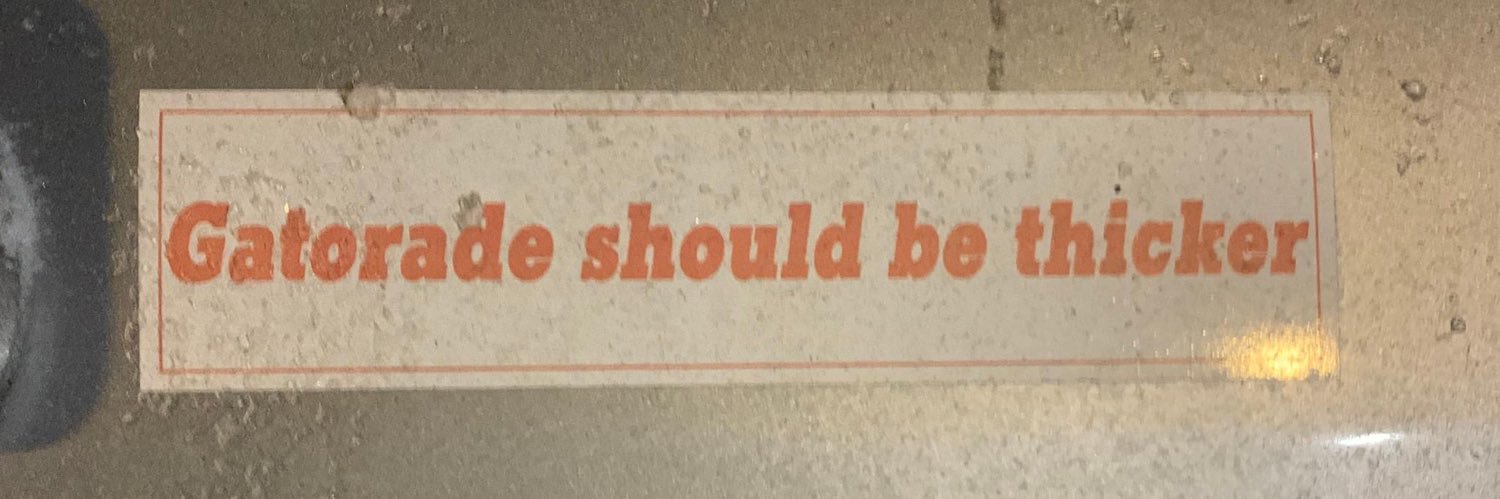 Gatorade should be thicker